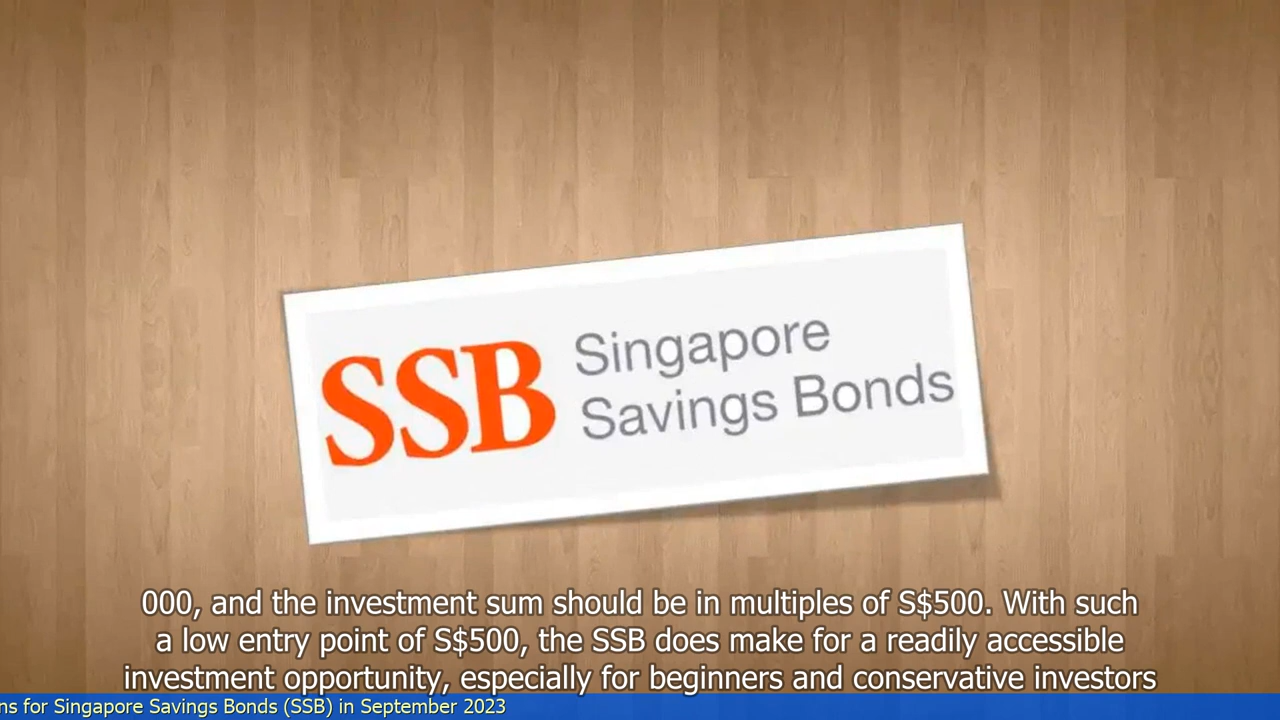 SSB Singapore
Savings Bonds
000, and the investment sum should be in multiples of S$500. With such
a low entry point of S$500, the SSB does make for a readily accessible
investment opportunity, especially for beginners and conservative investors
for Singapore Savings Bonds (SSB) in September 2023